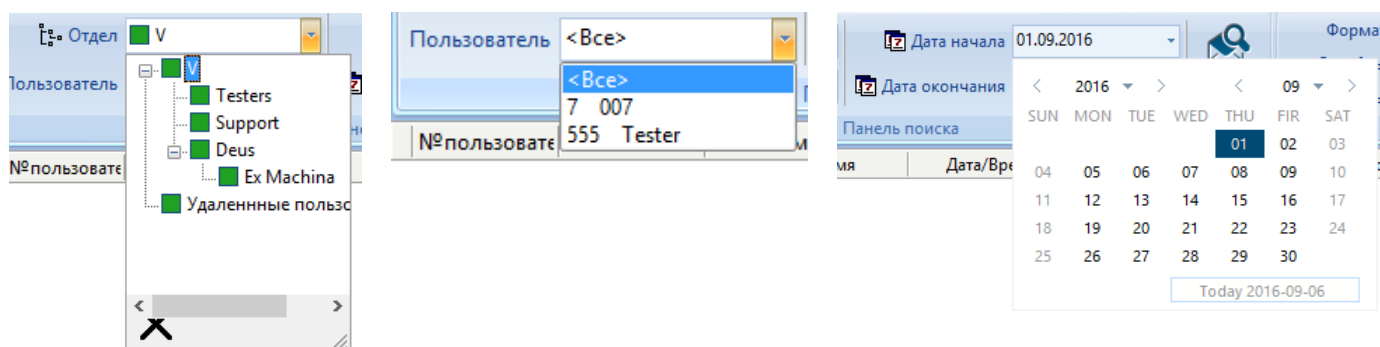 Отдел V
V
Пользователь
Testers
Support
Deus
№пользовате
Ex Machina
Удаленнные пользо
Пользователь <Все>
<Все>
7 007
555 Tester
№пользовате
Дата начала 01.09.2016
Форма
Дата окончания
2016 09
SUN MON TUE WED THU FIR SAT
Панель поиска
01 02 03
мя Дата/Вре
04 05 06 07 08 09 10
11 12 13 14 15 16 17
18 19 20 21 22 23 24
25 26 27 28 29 30
Today 2016-09-06